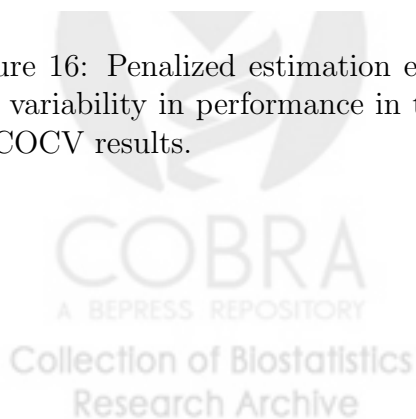 ure 16: Penalized estimation e
variability in performance in t
COCV results.
COBRA
A BEPRESS REPOSITORY
Collection of Biostatistics
Research Archive